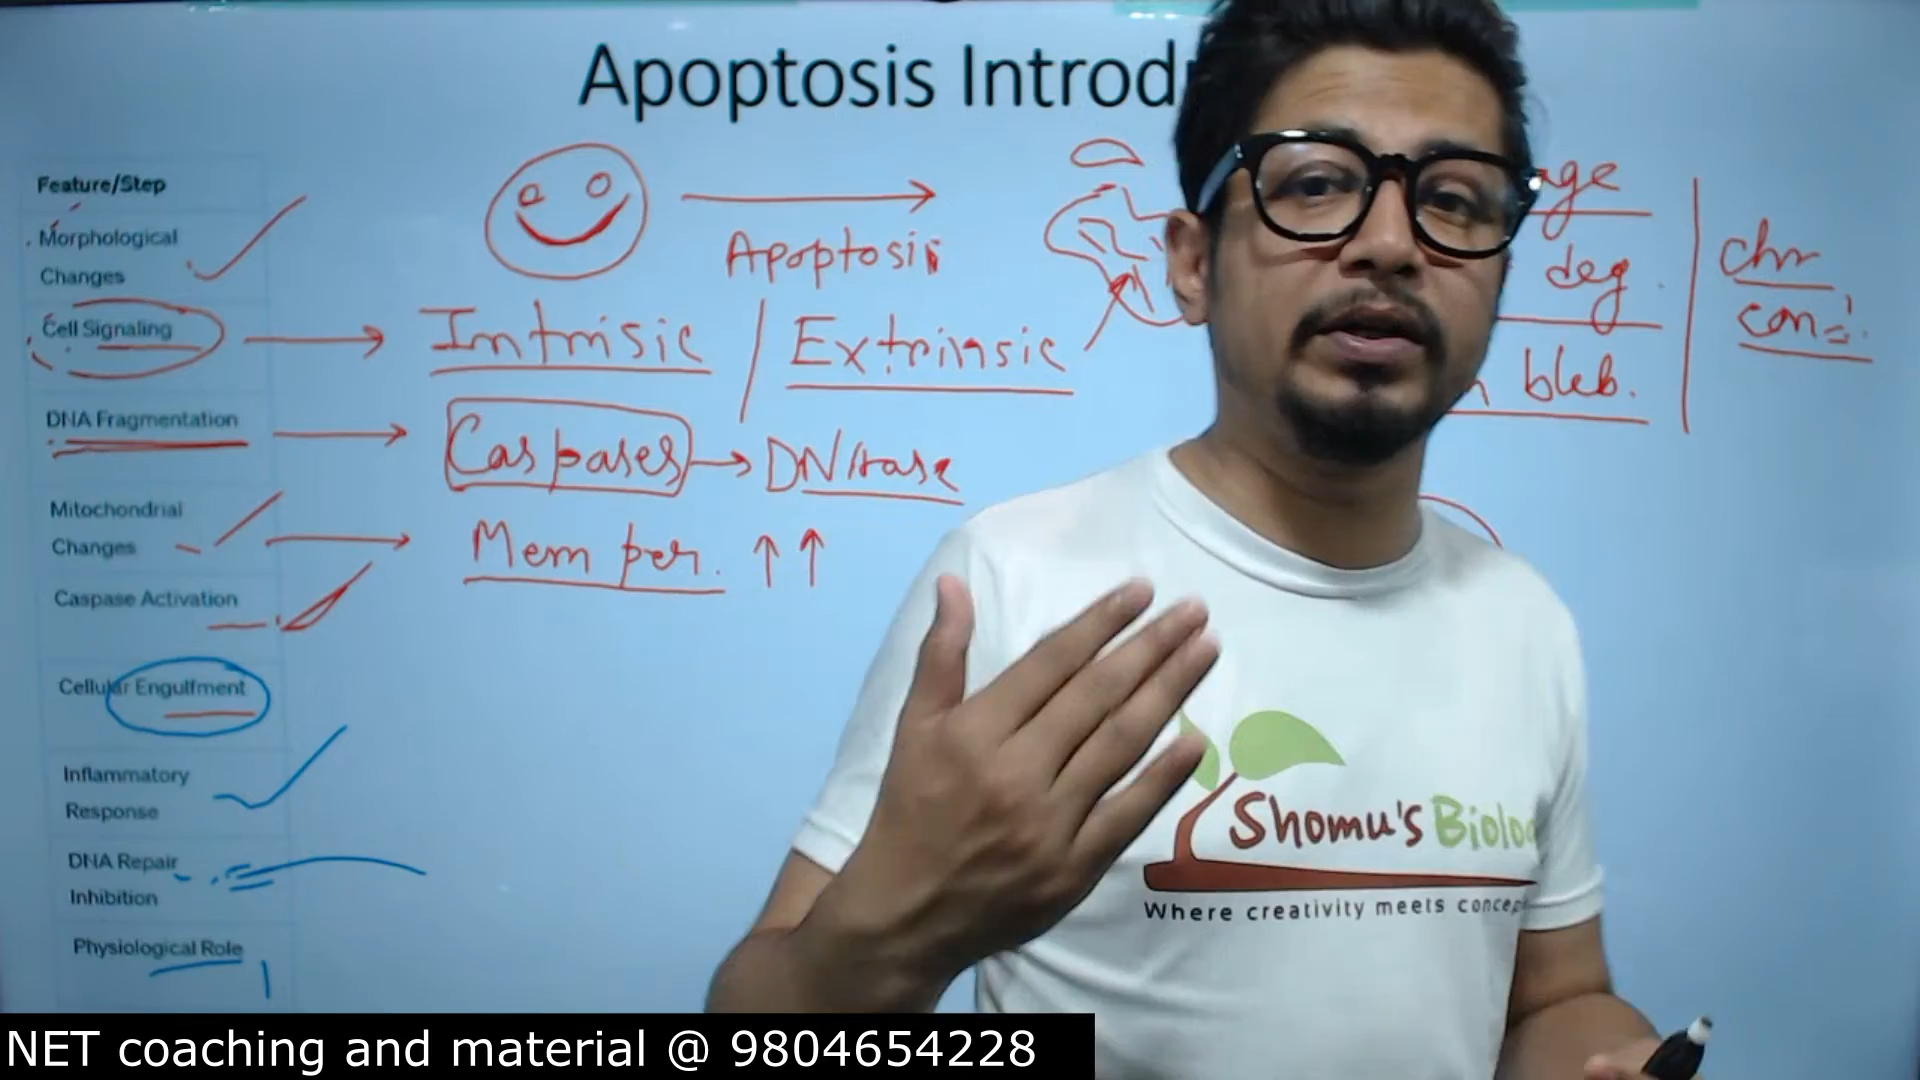 Apoptosis Introd
Feature/Step
Morphological
Changes
Cell Signaling
DNA Fragmentation
Mitochondrial
Changes
Caspase Activation
Cellular Engulfment
Inflammatory
Response
DNA Repair
Inhibition
Physiological Role
Apoptosis
Intrisic / Extrinsic
Caspases → DNAase
Mem per. ↑↑
age
deg.
bleb.
chr
con
Shomu's Biolo
Where creativity meets concep
NET coaching and material @ 9804654228